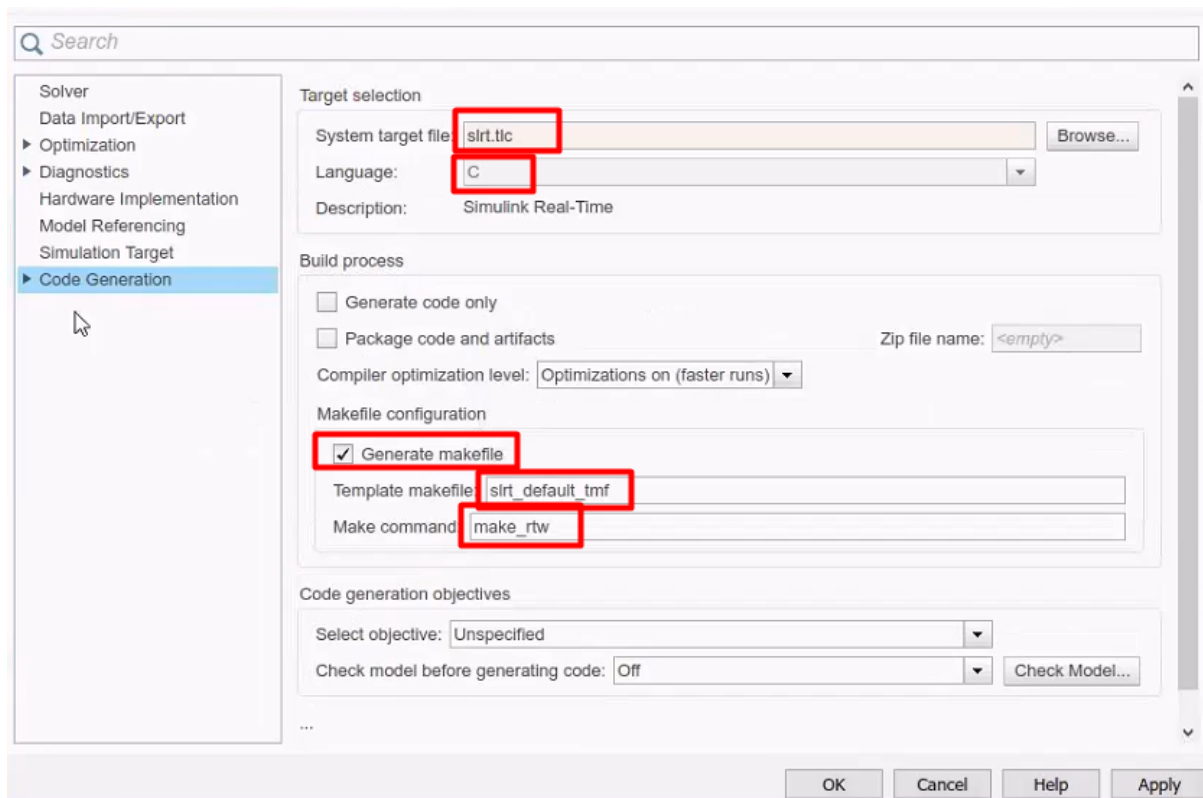 Search
Solver
Data Import/Export
Optimization
Diagnostics
Hardware Implementation
Model Referencing
Simulation Target
Code Generation
Target selection
System target file: slrt.tlc Browse...
Language: C
Description: Simulink Real-Time
Build process
Generate code only
Package code and artifacts Zip file name: <empty>
Compiler optimization level: Optimizations on (faster runs)
Makefile configuration
Generate makefile
Template makefile: slrt_default_tmf
Make command: make_rtw
Code generation objectives
Select objective: Unspecified
Check model before generating code: Off Check Model...
...
OK Cancel Help Apply